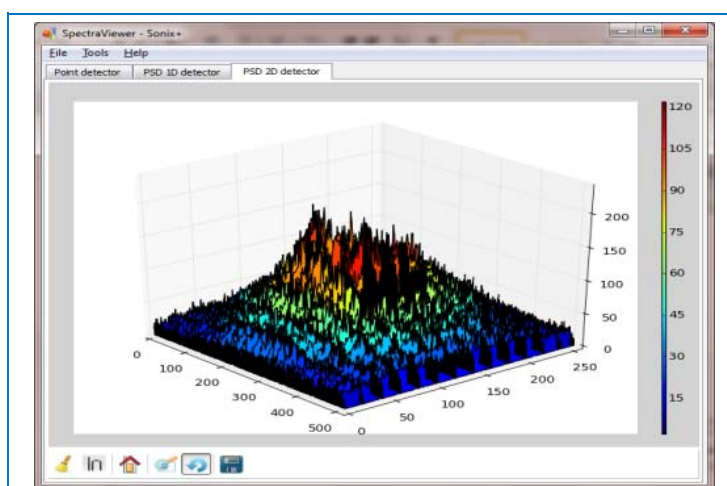 SpectraViewer - Sonix+
File Tools Help
Point detector PSD 1D detector PSD 2D detector
120
105
90
75
60
45
30
15
200
150
100
50
0
0 100 200 300 400 500
0 50 100 150 200 250
ln